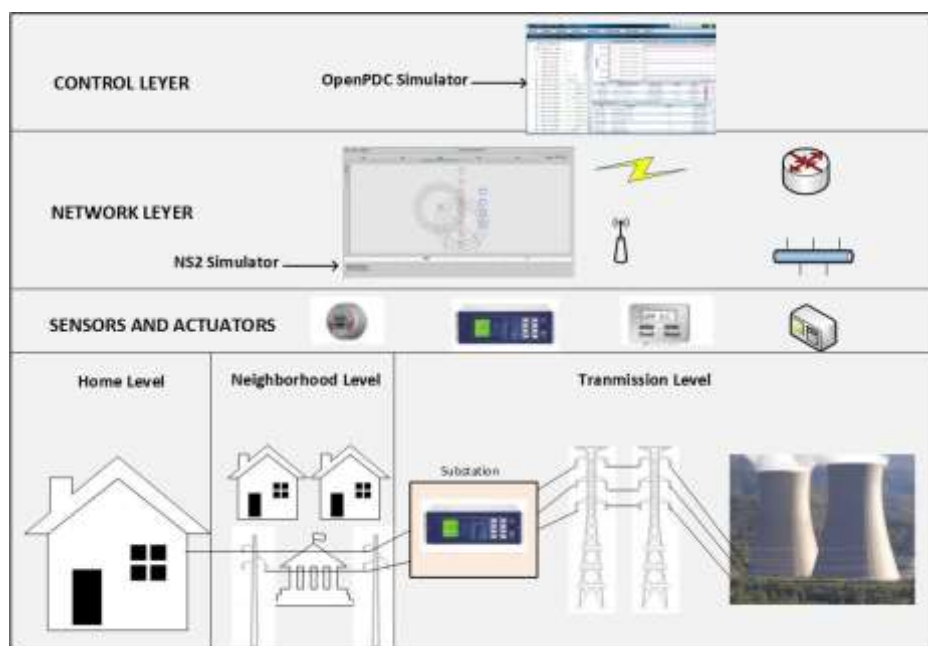 CONTROL LEYER
OpenPDC Simulator
NETWORK LEYER
NS2 Simulator
SENSORS AND ACTUATORS
Home Level
Neighborhood Level
Tranmission Level
Substation